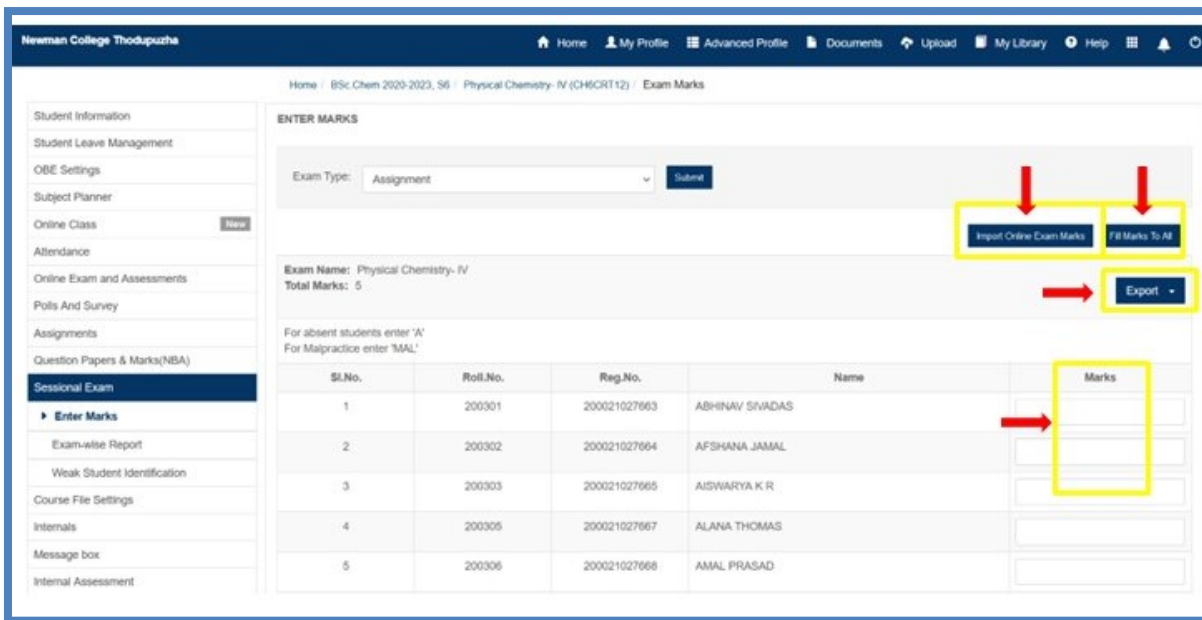 Newman College Thodupuzha
Home My Profile Advanced Profile Documents Upload My Library Help
Home / BSc.Chem 2020-2023, S6 / Physical Chemistry- IV (CH6CRT12) / Exam Marks
Student Information
Student Leave Management
OBE Settings
Subject Planner
Online Class New
Attendance
Online Exam and Assessments
Polls And Survey
Assignments
Question Papers & Marks(NBA)
Sessional Exam
Enter Marks
Exam-wise Report
Weak Student Identification
Course File Settings
Internals
Message box
Internal Assessment
ENTER MARKS
Exam Type: Assignment Submit
Import Online Exam Marks Fill Marks To All
Exam Name: Physical Chemistry- IV
Total Marks: 5
Export
For absent students enter 'A'
For Malpractice enter 'MAL'
Sl.No. Roll.No. Reg.No. Name Marks
1 200301 200021027663 ABHINAV SIVADAS
2 200302 200021027664 AFSHANA JAMAL
3 200303 200021027665 AISWARYA K R
4 200305 200021027667 ALANA THOMAS
5 200306 200021027668 AMAL PRASAD